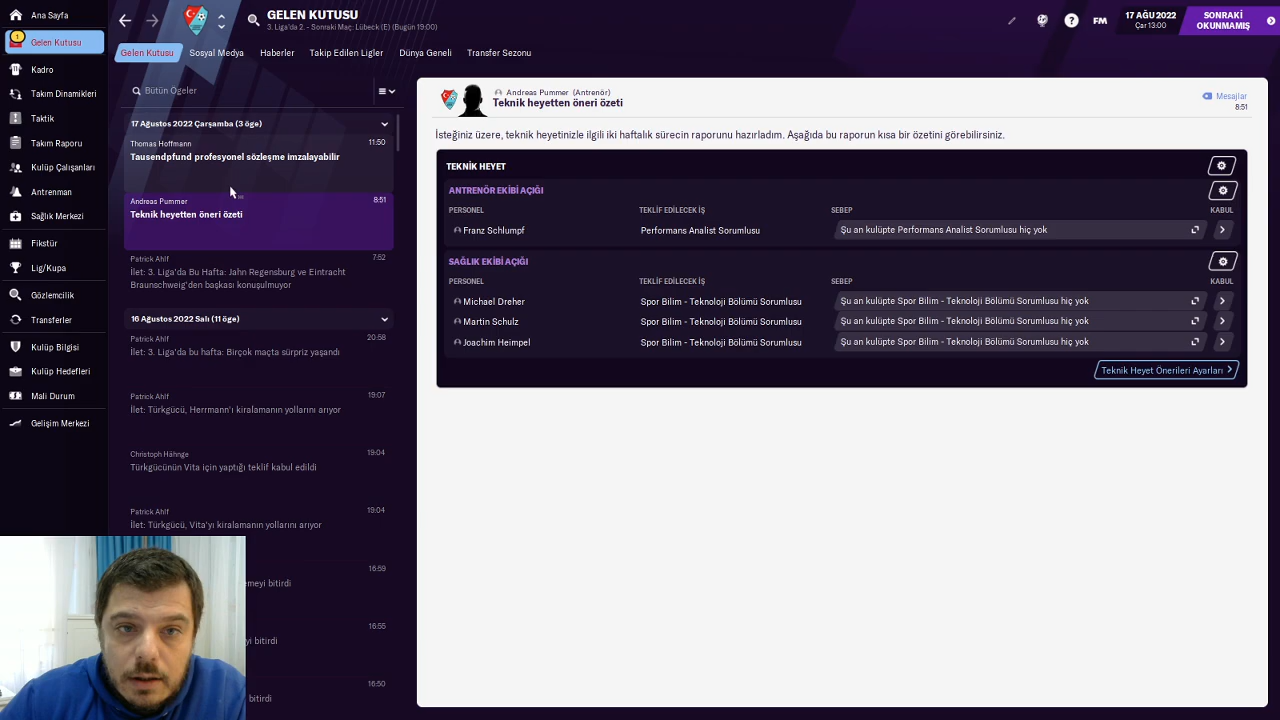 GELEN KUTUSU
3. Liga'da 2. - Sonraki Maç: Lübeck (E) (Bugün 19:00)
FM
17 AĞU 2022
Çar 13:00
SONRAKİ
OKUNMAMIŞ
Ana Sayfa
1
Gelen Kutusu
Kadro
Takım Dinamikleri
Taktik
Takım Raporu
Kulüp Çalışanları
Antrenman
Sağlık Merkezi
Fikstür
Lig/Kupa
Gözlemcilik
Transferler
Kulüp Bilgisi
Kulüp Hedefleri
Mali Durum
Gelişim Merkezi
Gelen Kutusu Sosyal Medya Haberler Takip Edilen Ligler Dünya Geneli Transfer Sezonu
Bütün Ögeler
17 Ağustos 2022 Çarşamba (3 öge)
Thomas Hoffmann 11:50
Tausendpfund profesyonel sözleşme imzalayabilir
Andreas Pummer 8:51
Teknik heyetten öneri özeti
Patrick Ahlf 7:52
İlet: 3. Liga'da Bu Hafta: Jahn Regensburg ve Eintracht
Braunschweig'den başkası konuşulmuyor
16 Ağustos 2022 Salı (11 öge)
Patrick Ahlf 20:58
İlet: 3. Liga'da bu hafta: Birçok maçta sürpriz yaşandı
Patrick Ahlf 19:07
İlet: Türkgücü, Herrmann'ı kiralamanın yollarını arıyor
Christoph Hähnge 19:04
Türkgücünün Vita için yaptığı teklif kabul edildi
Patrick Ahlf 19:04
İlet: Türkgücü, Vita'yı kiralamanın yollarını arıyor
16:59
emeyi bitirdi
16:55
yi bitirdi
16:50
bitirdi
Andreas Pummer (Antrenör)
Teknik heyetten öneri özeti
Mesajlar
8:51
İsteğiniz üzere, teknik heyetinizle ilgili iki haftalık sürecin raporunu hazırladım. Aşağıda bu raporun kısa bir özetini görebilirsiniz.
TEKNİK HEYET
ANTRENÖR EKİBİ AÇIĞI
PERSONEL TEKLİF EDİLECEK İŞ SEBEP KABUL
Franz Schlumpf Performans Analist Sorumlusu Şu an kulüpte Performans Analist Sorumlusu hiç yok
SAĞLIK EKİBİ AÇIĞI
PERSONEL TEKLİF EDİLECEK İŞ SEBEP KABUL
Michael Dreher Spor Bilim - Teknoloji Bölümü Sorumlusu Şu an kulüpte Spor Bilim - Teknoloji Bölümü Sorumlusu hiç yok
Martin Schulz Spor Bilim - Teknoloji Bölümü Sorumlusu Şu an kulüpte Spor Bilim - Teknoloji Bölümü Sorumlusu hiç yok
Joachim Heimpel Spor Bilim - Teknoloji Bölümü Sorumlusu Şu an kulüpte Spor Bilim - Teknoloji Bölümü Sorumlusu hiç yok
Teknik Heyet Önerileri Ayarları